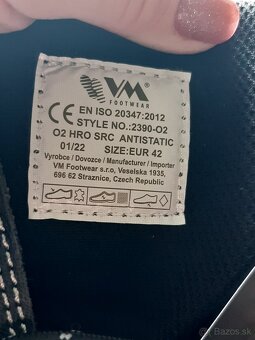 VM
FOOTWEAR
CE EN ISO 20347:2012
STYLE NO.:2390-O2
O2 HRO SRC ANTISTATIC
01/22 SIZE:EUR 42
Vyrobce / Dovozce / Manufacturer / Importer
VM Footwear s.r.o, Veselska 1935,
696 62 Straznice, Czech Republic
Bazos.sk